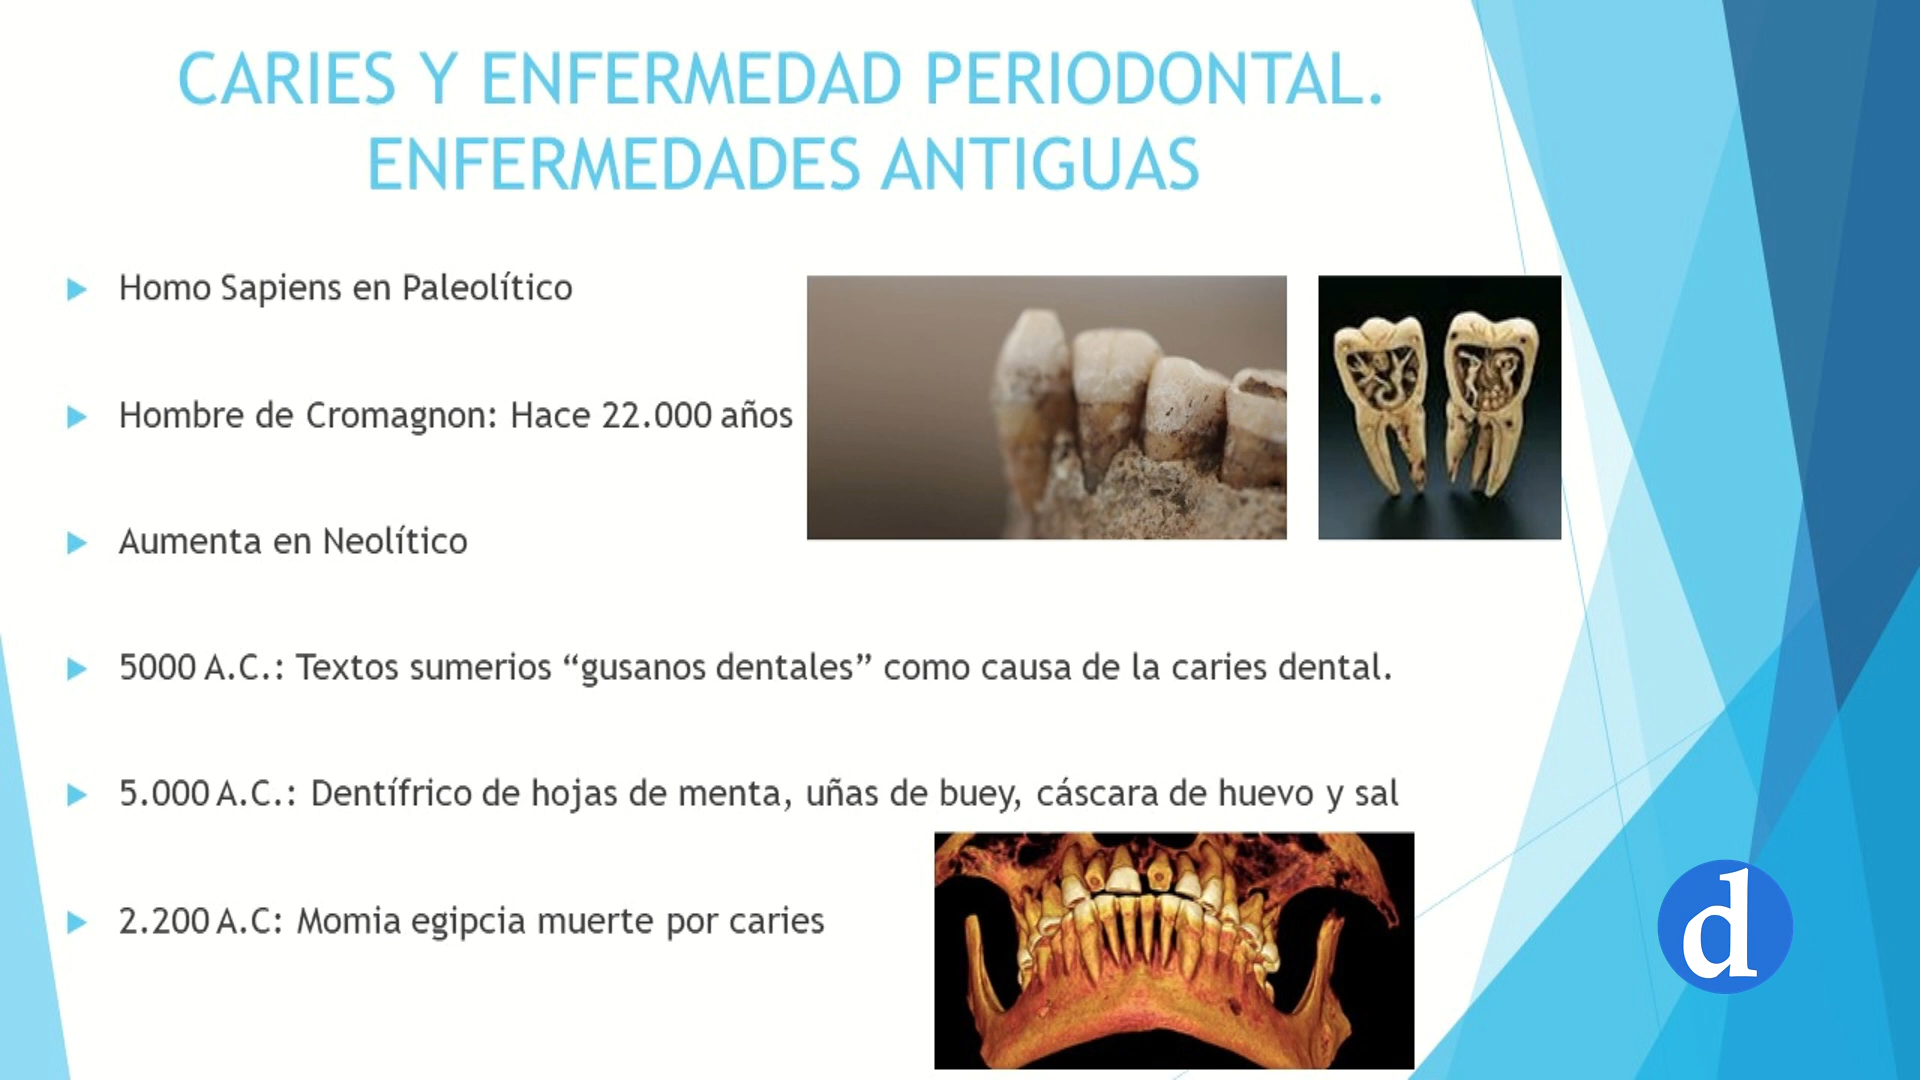 CARIES Y ENFERMEDAD PERIODONTAL.
ENFERMEDADES ANTIGUAS
Homo Sapiens en Paleolítico
Hombre de Cromagnon: Hace 22.000 años
Aumenta en Neolítico
5000 A.C.: Textos sumerios “gusanos dentales” como causa de la caries dental.
5.000 A.C.: Dentífrico de hojas de menta, uñas de buey, cáscara de huevo y sal
2.200 A.C: Momia egipcia muerte por caries
d